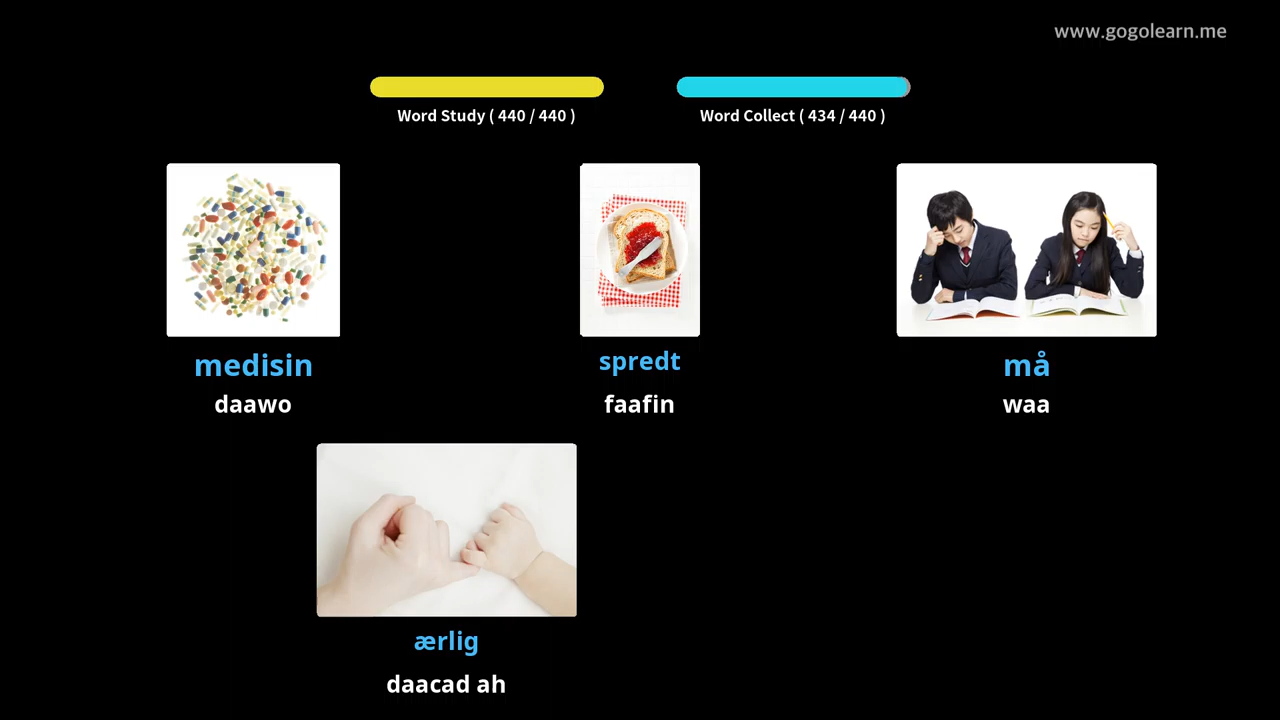 www.gogolearn.me
Word Study ( 440 / 440 )
Word Collect ( 434 / 440 )
medisin
daawo
spredt
faafin
må
waa
ærlig
daacad ah